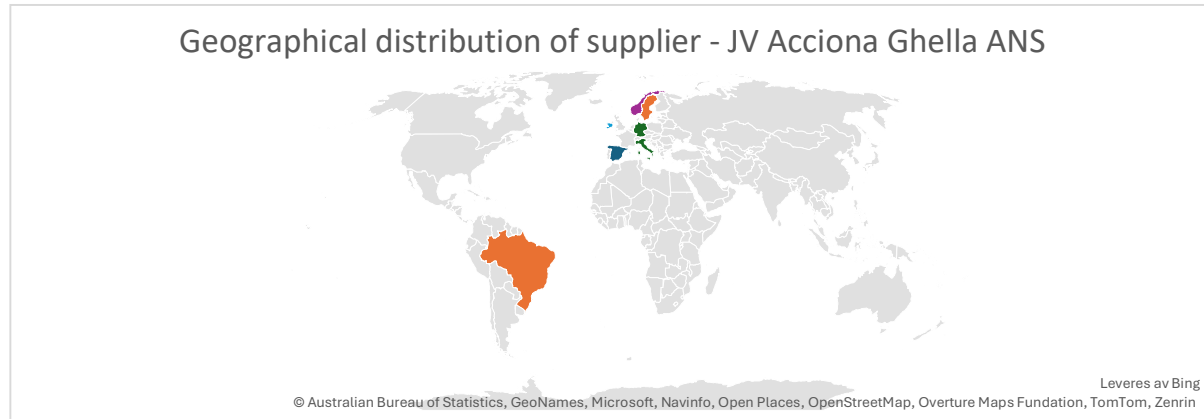 Geographical distribution of supplier - JV Acciona Ghella ANS
Leveres av Bing
© Australian Bureau of Statistics, GeoNames, Microsoft, Navinfo, Open Places, OpenStreetMap, Overture Maps Fundation, TomTom, Zenrin